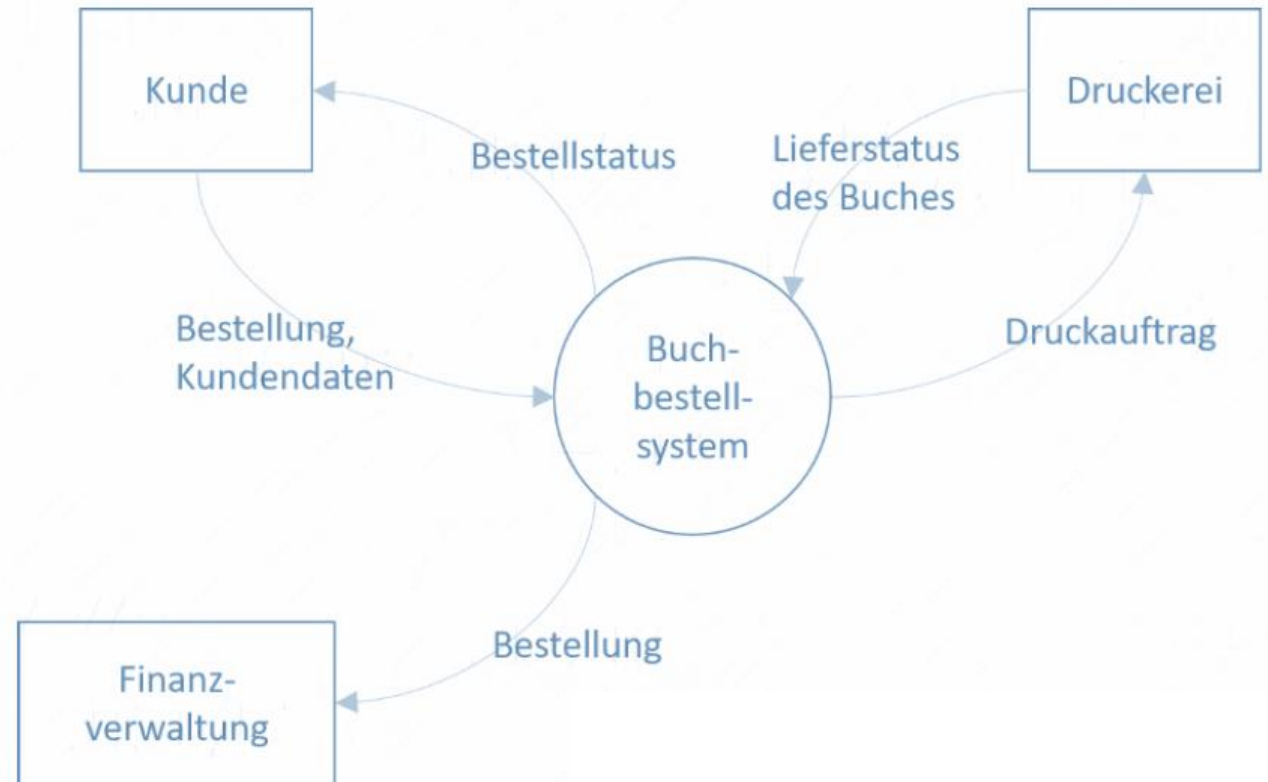 Kunde
Druckerei
Bestellstatus
Lieferstatus
des Buches
Bestellung,
Kundendaten
Buch-
bestell-
system
Druckauftrag
Bestellung
Finanz-
verwaltung